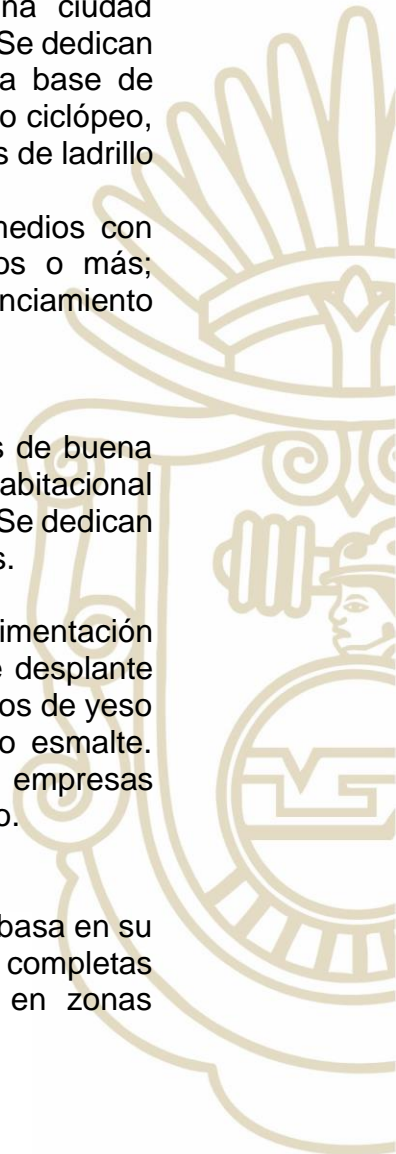 na ciudad
Se dedican
a base de
o ciclópeo,
s de ladrillo
nedios con
os o más;
nciamiento
s de buena
abitacional
Se dedican
s.
imentación
e desplante
os de yeso
o esmalte.
empresas
o.
basa en su
completas
en zonas